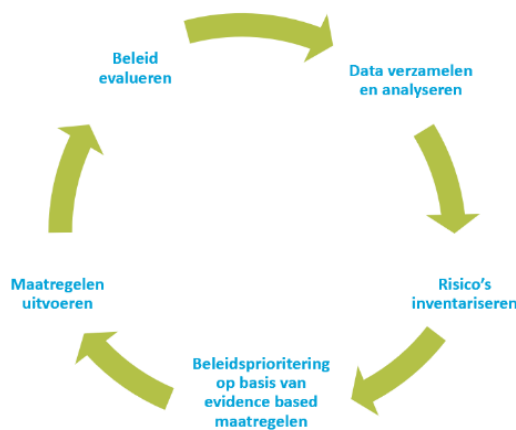 Beleid
evalueren
Data verzamelen
en analyseren
Risico's
inventariseren
Beleidsprioritering
op basis van
evidence based
maatregelen
Maatregelen
uitvoeren